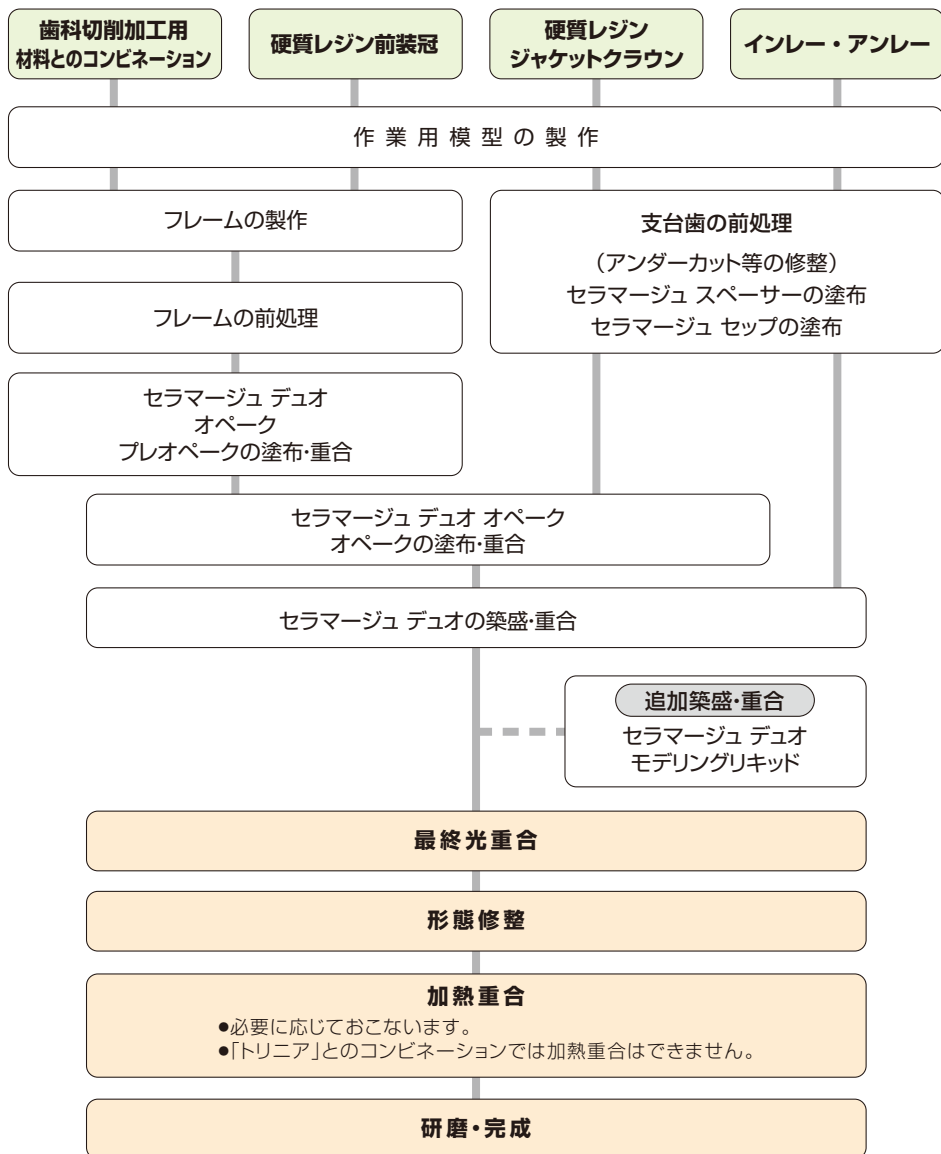 歯科切削加工用
材料とのコンビネーション
硬質レジン前装冠
硬質レジン
ジャケットクラウン
インレー・アンレー
作業用模型の製作
フレームの製作
フレームの前処理
セラマージュ デュオ
オペーク
プレオペークの塗布・重合
支台歯の前処理
（アンダーカット等の修整）
セラマージュ スペーサーの塗布
セラマージュ セップの塗布
セラマージュ デュオ オペーク
オペークの塗布・重合
セラマージュ デュオの築盛・重合
追加築盛・重合
セラマージュ デュオ
モデリングリキッド
最終光重合
形態修整
加熱重合
●必要に応じておこないます。
●「トリニア」とのコンビネーションでは加熱重合はできません。
研磨・完成